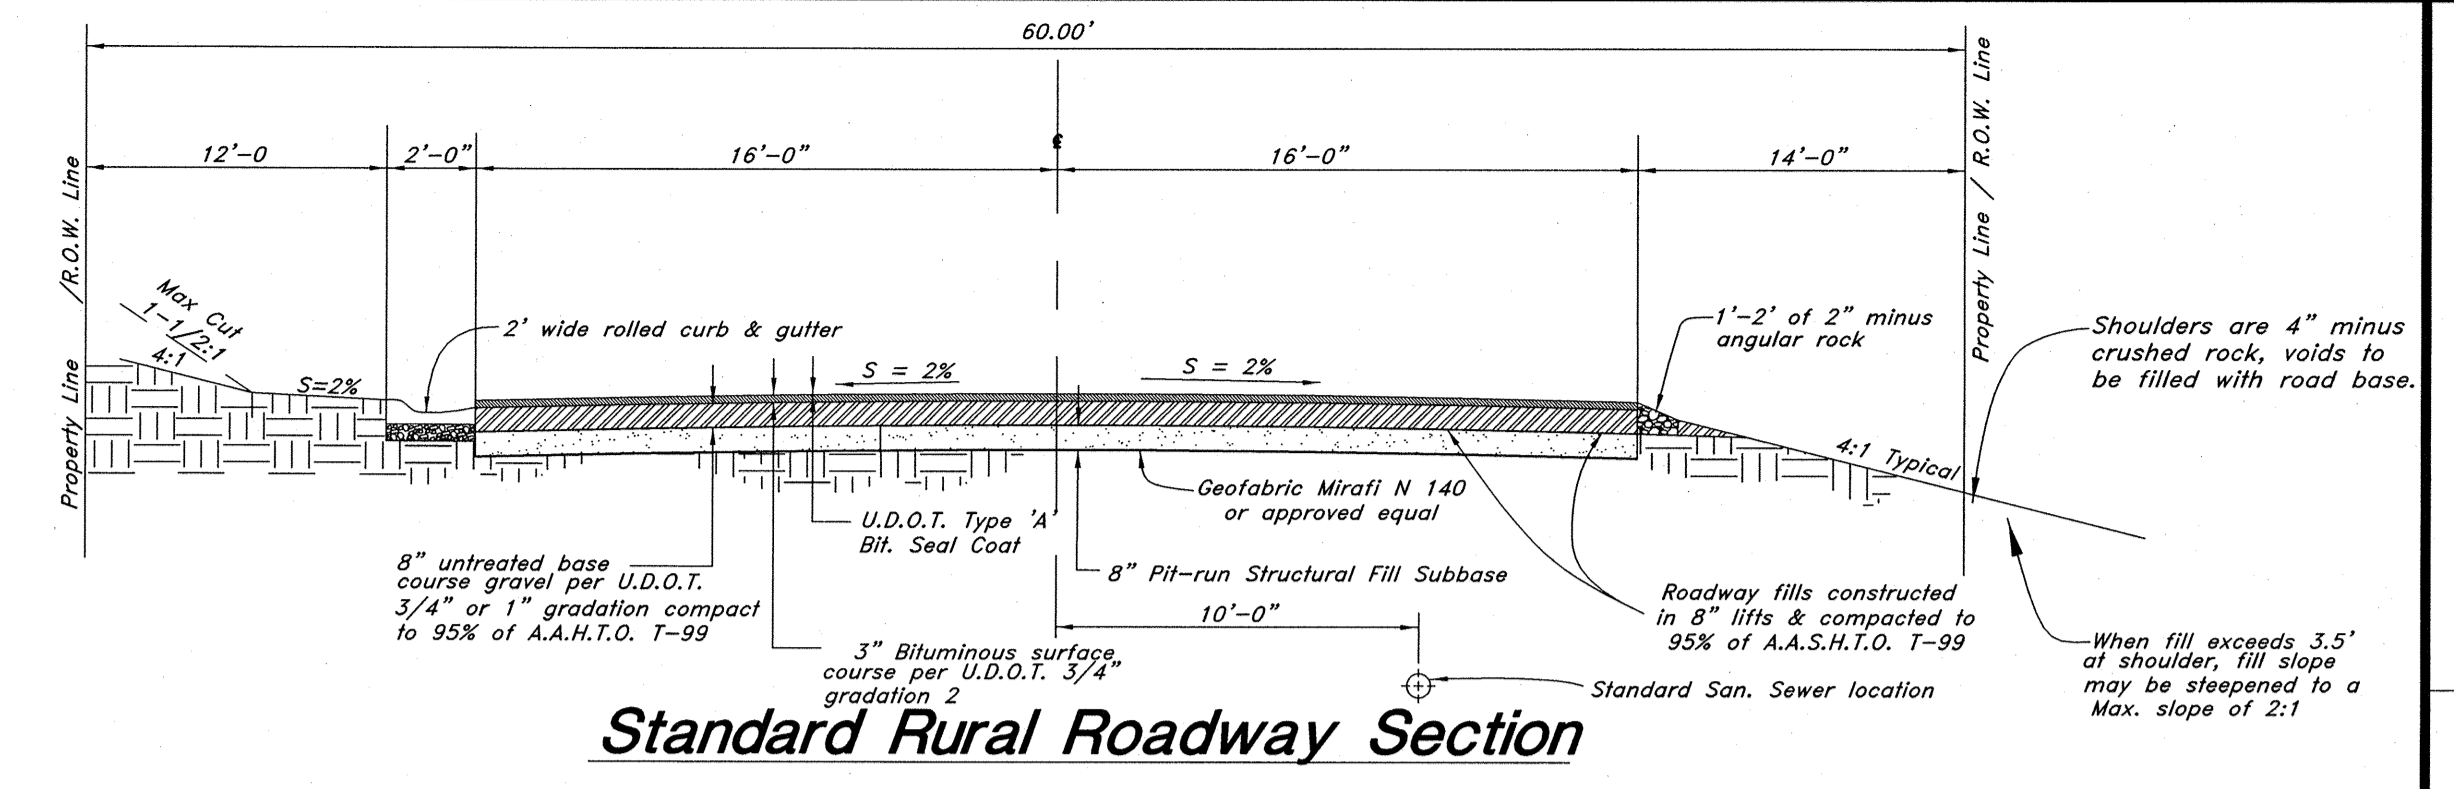 60.00'
12'-0
2'-0"
16'-0"
16'-0"
14'-0"
Property Line /R.O.W. Line
Property Line / R.O.W. Line
Max Cut
1-1/2:1
4:1
S=2%
2' wide rolled curb & gutter
S = 2%
S = 2%
1'-2' of 2" minus
angular rock
Shoulders are 4" minus
crushed rock, voids to
be filled with road base.
4:1 Typical
Geofabric Mirafi N 140
or approved equal
U.D.O.T. Type 'A'
Bit. Seal Coat
8" untreated base
course gravel per U.D.O.T.
3/4" or 1" gradation compact
to 95% of A.A.H.T.O. T-99
8" Pit-run Structural Fill Subbase
10'-0"
Roadway fills constructed
in 8" lifts & compacted to
95% of A.A.S.H.T.O. T-99
3" Bituminous surface
course per U.D.O.T. 3/4"
gradation 2
Standard San. Sewer location
When fill exceeds 3.5'
at shoulder, fill slope
may be steepened to a
Max. slope of 2:1
Standard Rural Roadway Section